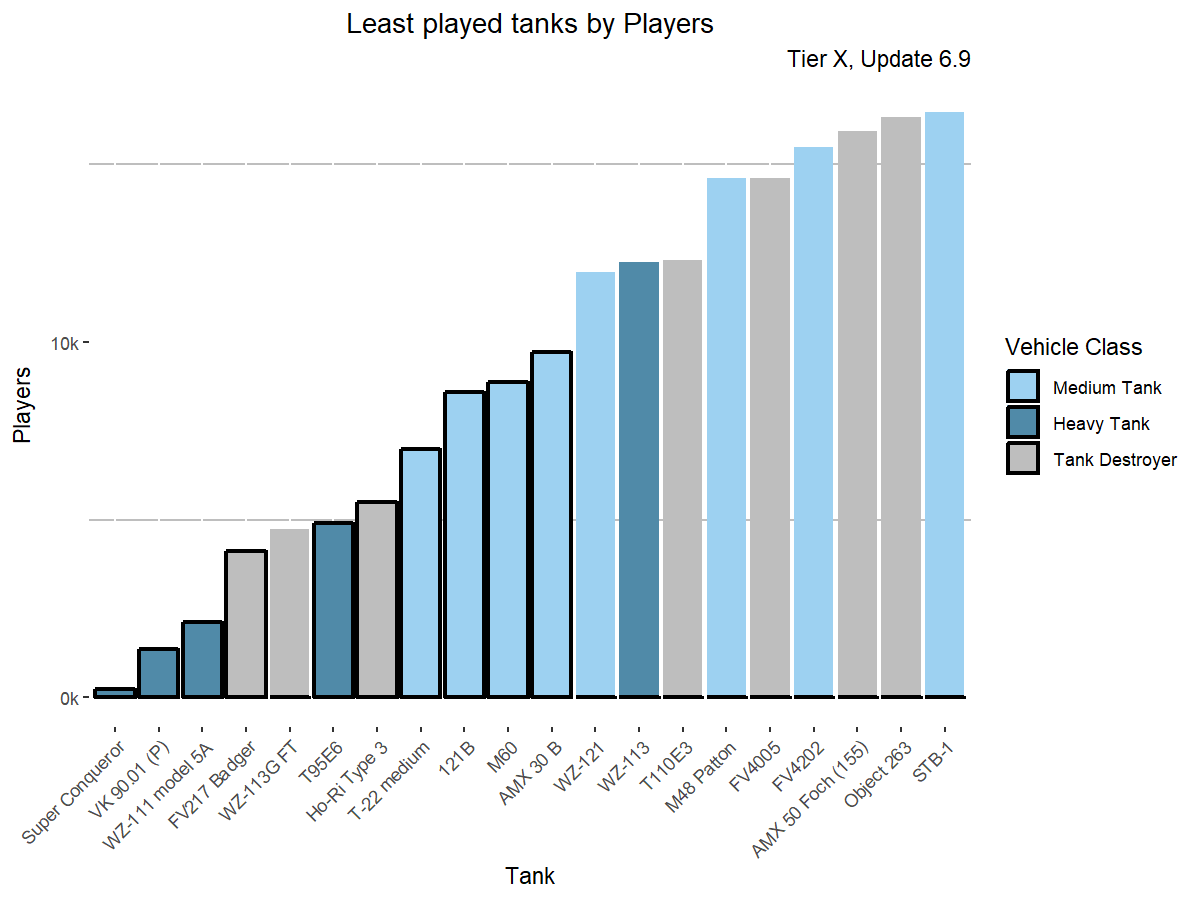 Least played tanks by Players
Tier X, Update 6.9
Players
10k
0k
Super Conqueror
VK 90.01 (P)
WZ-111 model 5A
FV217 Badger
WZ-113G FT
T95E6
Ho-Ri Type 3
T-22 medium
121B
M60
AMX 30 B
WZ-121
WZ-113
T110E3
M48 Patton
FV4005
FV4202
AMX 50 Foch (155)
Object 263
STB-1
Tank
Vehicle Class
Medium Tank
Heavy Tank
Tank Destroyer